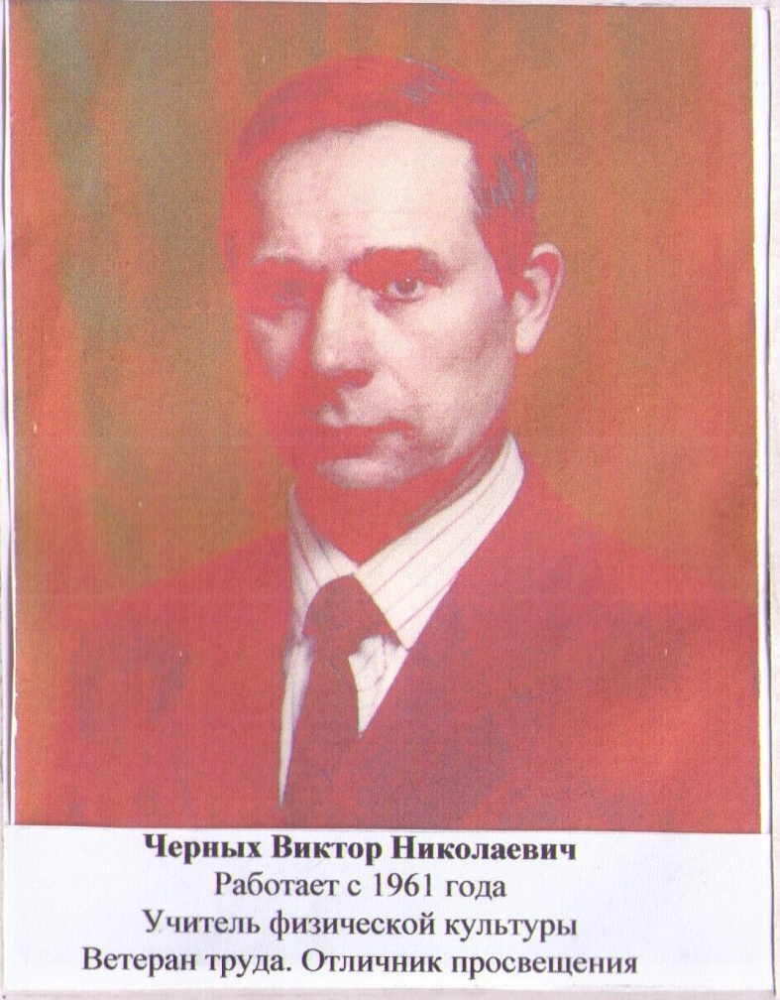 Черных Виктор Николаевич
Работает с 1961 года
Учитель физической культуры
Ветеран труда. Отличник просвещения